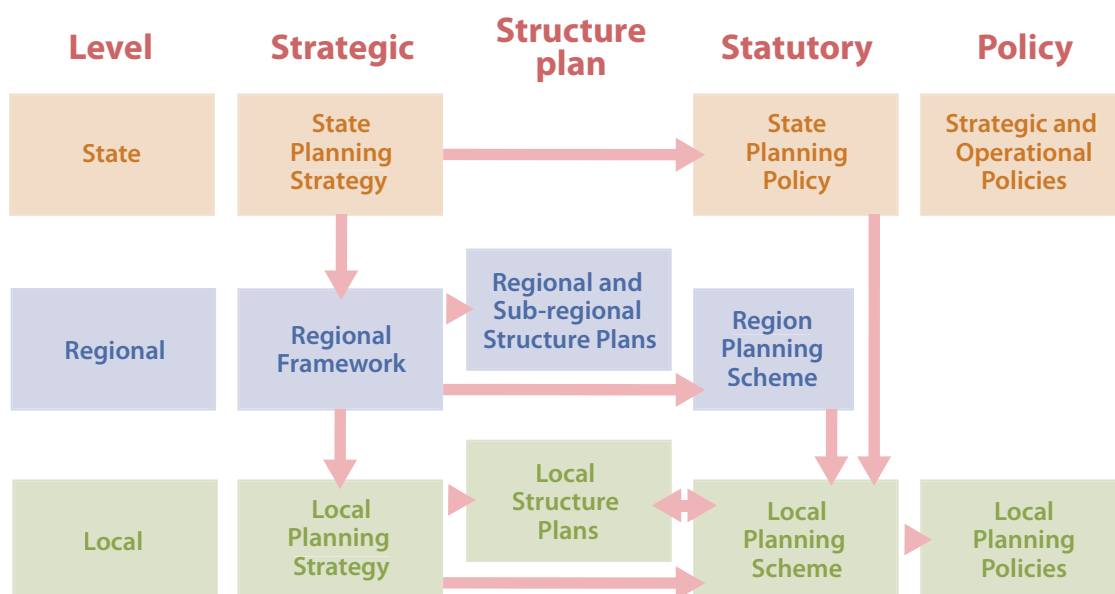 Level
Strategic
Structure
plan
Statutory
Policy
State
State
Planning
Strategy
State
Planning
Policy
Strategic and
Operational
Policies
Regional
Regional
Framework
Regional and
Sub-regional
Structure Plans
Region
Planning
Scheme
Local
Local
Planning
Strategy
Local
Structure
Plans
Local
Planning
Scheme
Local
Planning
Policies